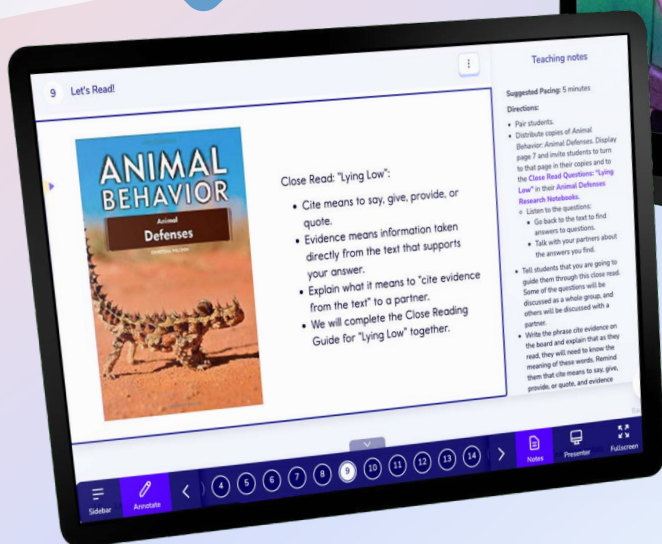 9 Let's Read!
ANIMAL
BEHAVIOR
Animal
Defenses
Close Read: "Lying Low":
• Cite means to say, give, provide, or
quote.
• Evidence means information taken
directly from the text that supports
your answer.
• Explain what it means to "cite evidence
from the text" to a partner.
• We will complete the Close Reading
Guide for "Lying Low" together.
Teaching notes
Suggested Pacing: 5 minutes
Directions:
• Pair students.
• Distribute copies of Animal
Behavior: Animal Defenses. Display
page 7 and invite students to turn
to that page in their copies and to
the Close Read Questions: "Lying
Low" in their Animal Defenses
Research Notebooks.
Listen to the questions:
Go back to the text to find
answers to questions.
Talk with your partners about
the answers you find.
• Tell students that you are going to
guide them through this close read.
Some of the questions will be
discussed as a whole group, and
others will be discussed with a
partner.
• Write the phrase cite evidence on
the board and explain that as they
read, they will need to know the
meaning of these words. Remind
them that cite means to say, give,
provide, or quote, and evidence
Sidebar
Annotate
4 5 6 7 8 9 10 11 12 13 14
Notes
Presenter
Fullscreen